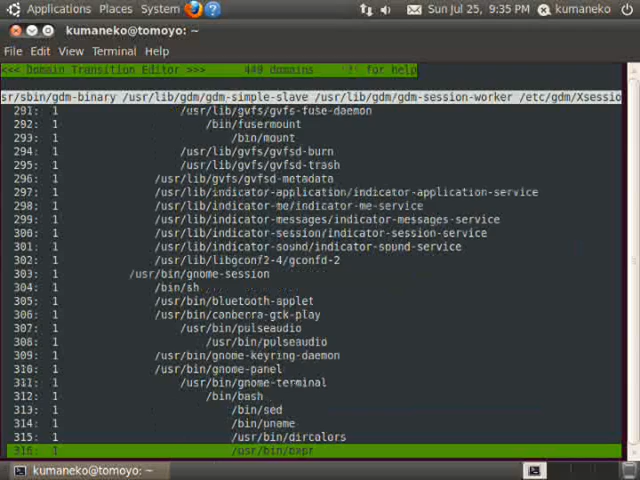 Applications Places System Sun Jul 25, 9:35 PM kumaneko
kumaneko@tomoyo: ~
File Edit View Terminal Help
<<< Domain Transition Editor >>> 449 domains '?' for help
sr/sbin/gdm-binary /usr/lib/gdm/gdm-simple-slave /usr/lib/gdm/gdm-session-worker /etc/gdm/Xsessio
291: 1 /usr/lib/gvfs/gvfs-fuse-daemon
292: 1 /bin/fusermount
293: 1 /bin/mount
294: 1 /usr/lib/gvfs/gvfsd-burn
295: 1 /usr/lib/gvfs/gvfsd-trash
296: 1 /usr/lib/gvfs/gvfsd-metadata
297: 1 /usr/lib/indicator-application/indicator-application-service
298: 1 /usr/lib/indicator-me/indicator-me-service
299: 1 /usr/lib/indicator-messages/indicator-messages-service
300: 1 /usr/lib/indicator-session/indicator-session-service
301: 1 /usr/lib/indicator-sound/indicator-sound-service
302: 1 /usr/lib/libgconf2-4/gconfd-2
303: 1 /usr/bin/gnome-session
304: 1 /bin/sh
305: 1 /usr/bin/bluetooth-applet
306: 1 /usr/bin/canberra-gtk-play
307: 1 /usr/bin/pulseaudio
308: 1 /usr/bin/pulseaudio
309: 1 /usr/bin/gnome-keyring-daemon
310: 1 /usr/bin/gnome-panel
311: 1 /usr/bin/gnome-terminal
312: 1 /bin/bash
313: 1 /bin/sed
314: 1 /bin/uname
315: 1 /usr/bin/dircolors
316: 1 /usr/bin/expr
kumaneko@tomoyo: ~